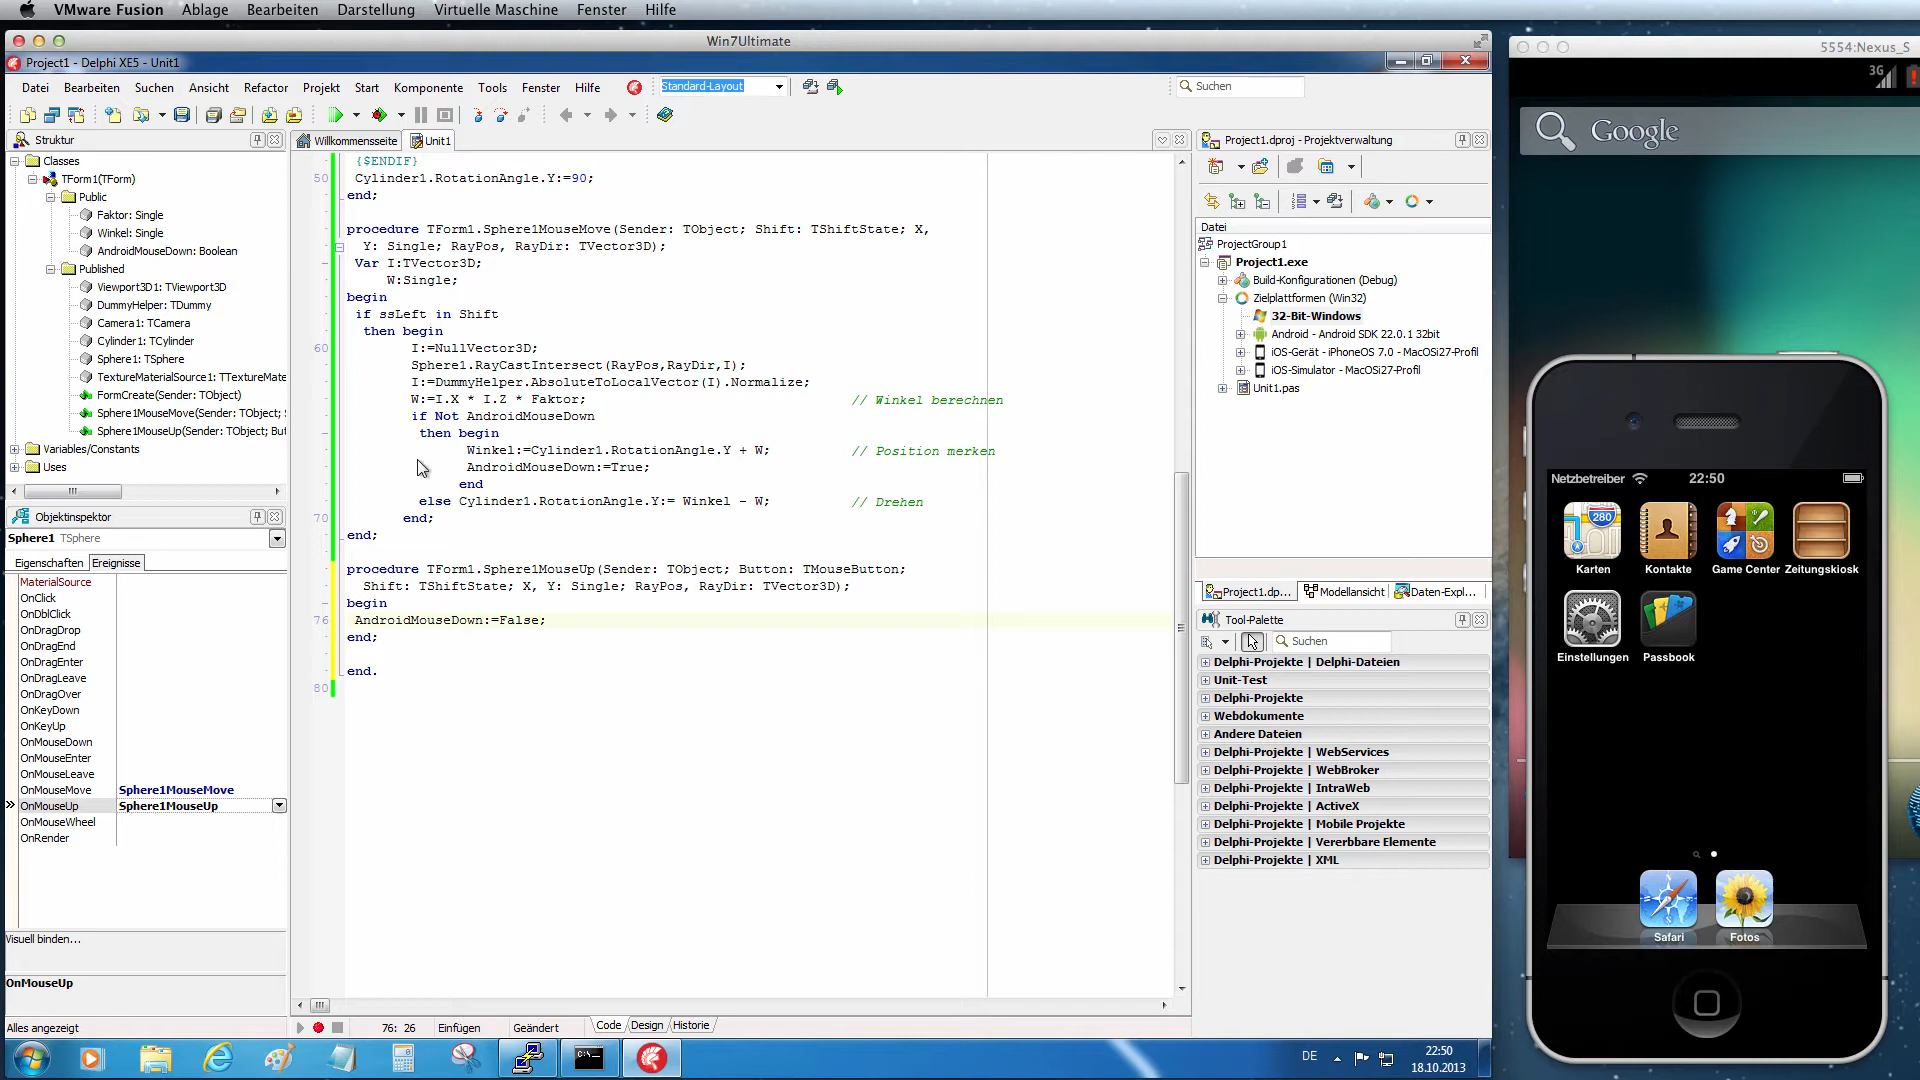 VMware Fusion Ablage Bearbeiten Darstellung Virtuelle Maschine Fenster Hilfe
Win7Ultimate
Project1 - Delphi XE5 - Unit1
Datei Bearbeiten Suchen Ansicht Refactor Projekt Start Komponente Tools Fenster Hilfe
Standard-Layout
Suchen
Struktur
Classes
TForm1(TForm)
Public
Faktor: Single
Winkel: Single
AndroidMouseDown: Boolean
Published
Viewport3D1: TViewport3D
DummyHelper: TDummy
Camera1: TCamera
Cylinder1: TCylinder
Sphere1: TSphere
TextureMaterialSource1: TTextureMate
FormCreate(Sender: TObject)
Sphere1MouseMove(Sender: TObject; S
Sphere1MouseUp(Sender: TObject; But
Variables/Constants
Uses
Objektinspektor
Sphere1 TSphere
Eigenschaften Ereignisse
MaterialSource
OnClick
OnDblClick
OnDragDrop
OnDragEnd
OnDragEnter
OnDragLeave
OnDragOver
OnKeyDown
OnKeyUp
OnMouseDown
OnMouseEnter
OnMouseLeave
OnMouseMove Sphere1MouseMove
OnMouseUp Sphere1MouseUp
OnMouseWheel
OnRender
Visuell binden...
OnMouseUp
Alles angezeigt
Willkommensseite Unit1
{$ENDIF}
50 Cylinder1.RotationAngle.Y:=90;
end;
procedure TForm1.Sphere1MouseMove(Sender: TObject; Shift: TShiftState; X,
Y: Single; RayPos, RayDir: TVector3D);
Var I:TVector3D;
W:Single;
begin
if ssLeft in Shift
then begin
60 I:=NullVector3D;
Sphere1.RayCastIntersect(RayPos,RayDir,I);
I:=DummyHelper.AbsoluteToLocalVector(I).Normalize;
W:=I.X * I.Z * Faktor; // Winkel berechnen
if Not AndroidMouseDown
then begin
Winkel:=Cylinder1.RotationAngle.Y + W; // Position merken
AndroidMouseDown:=True;
end
else Cylinder1.RotationAngle.Y:= Winkel - W; // Drehen
70 end;
end;
procedure TForm1.Sphere1MouseUp(Sender: TObject; Button: TMouseButton;
Shift: TShiftState; X, Y: Single; RayPos, RayDir: TVector3D);
begin
76 AndroidMouseDown:=False;
end;
end.
80
76: 26 Einfügen Geändert Code Design Historie
Project1.dproj - Projektverwaltung
Datei
ProjectGroup1
Project1.exe
Build-Konfigurationen (Debug)
Zielplattformen (Win32)
32-Bit-Windows
Android - Android SDK 22.0.1 32bit
iOS-Gerät - iPhoneOS 7.0 - MacOSi27-Profil
iOS-Simulator - MacOSi27-Profil
Unit1.pas
Project1.dp... Modellansicht Daten-Expl...
Tool-Palette
Suchen
Delphi-Projekte | Delphi-Dateien
Unit-Test
Delphi-Projekte
Webdokumente
Andere Dateien
Delphi-Projekte | WebServices
Delphi-Projekte | WebBroker
Delphi-Projekte | IntraWeb
Delphi-Projekte | ActiveX
Delphi-Projekte | Mobile Projekte
Delphi-Projekte | Vererbbare Elemente
Delphi-Projekte | XML
DE
22:50
18.10.2013
5554:Nexus_S
3G
Google
Netzbetreiber 22:50
280
Karten Kontakte Game Center Zeitungskiosk
Einstellungen Passbook
Safari Fotos